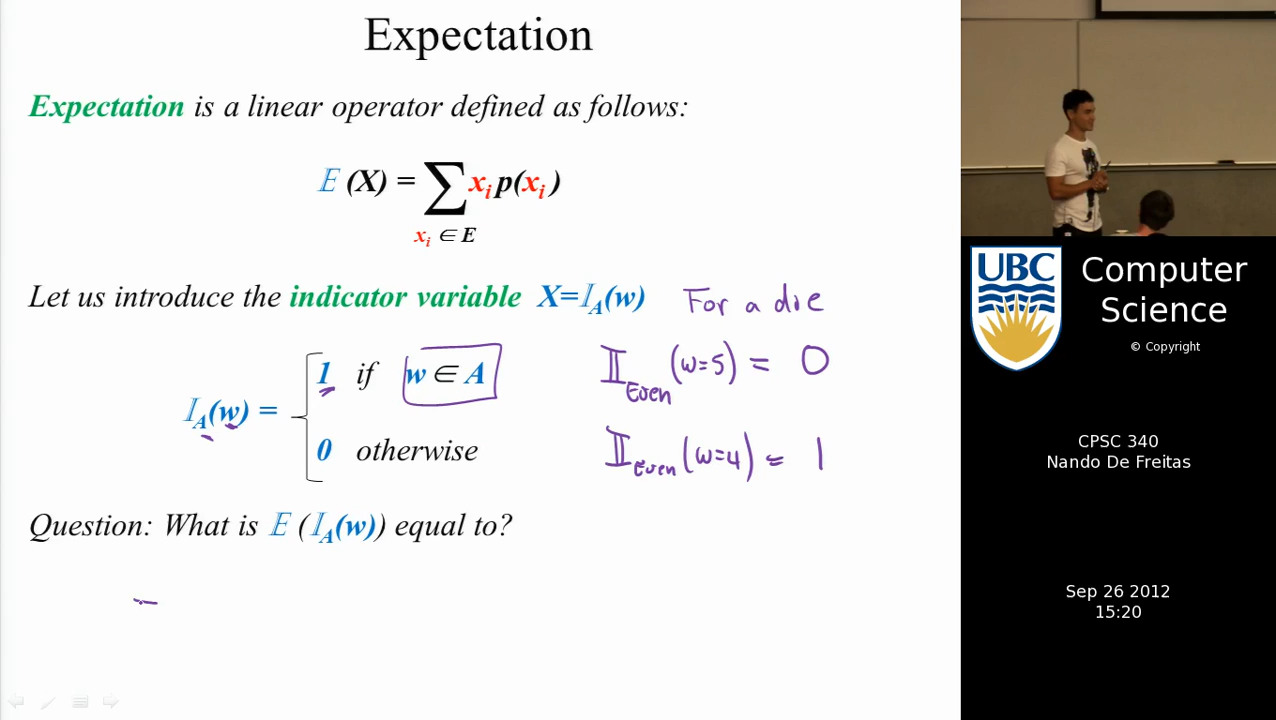 Expectation
Expectation is a linear operator defined as follows:
𝔼 (X) = ∑ xᵢ p(xᵢ )
xᵢ ∈ E
Let us introduce the indicator variable X=𝕀A(w)
For a die
1 if w ∈ A
𝕀Even (w=5) = 0
𝕀A(w) =
0 otherwise
𝕀Even (w=4) = 1
Question: What is 𝔼 (𝕀A(w)) equal to?
UBC
Computer
Science
© Copyright
CPSC 340
Nando De Freitas
Sep 26 2012
15:20